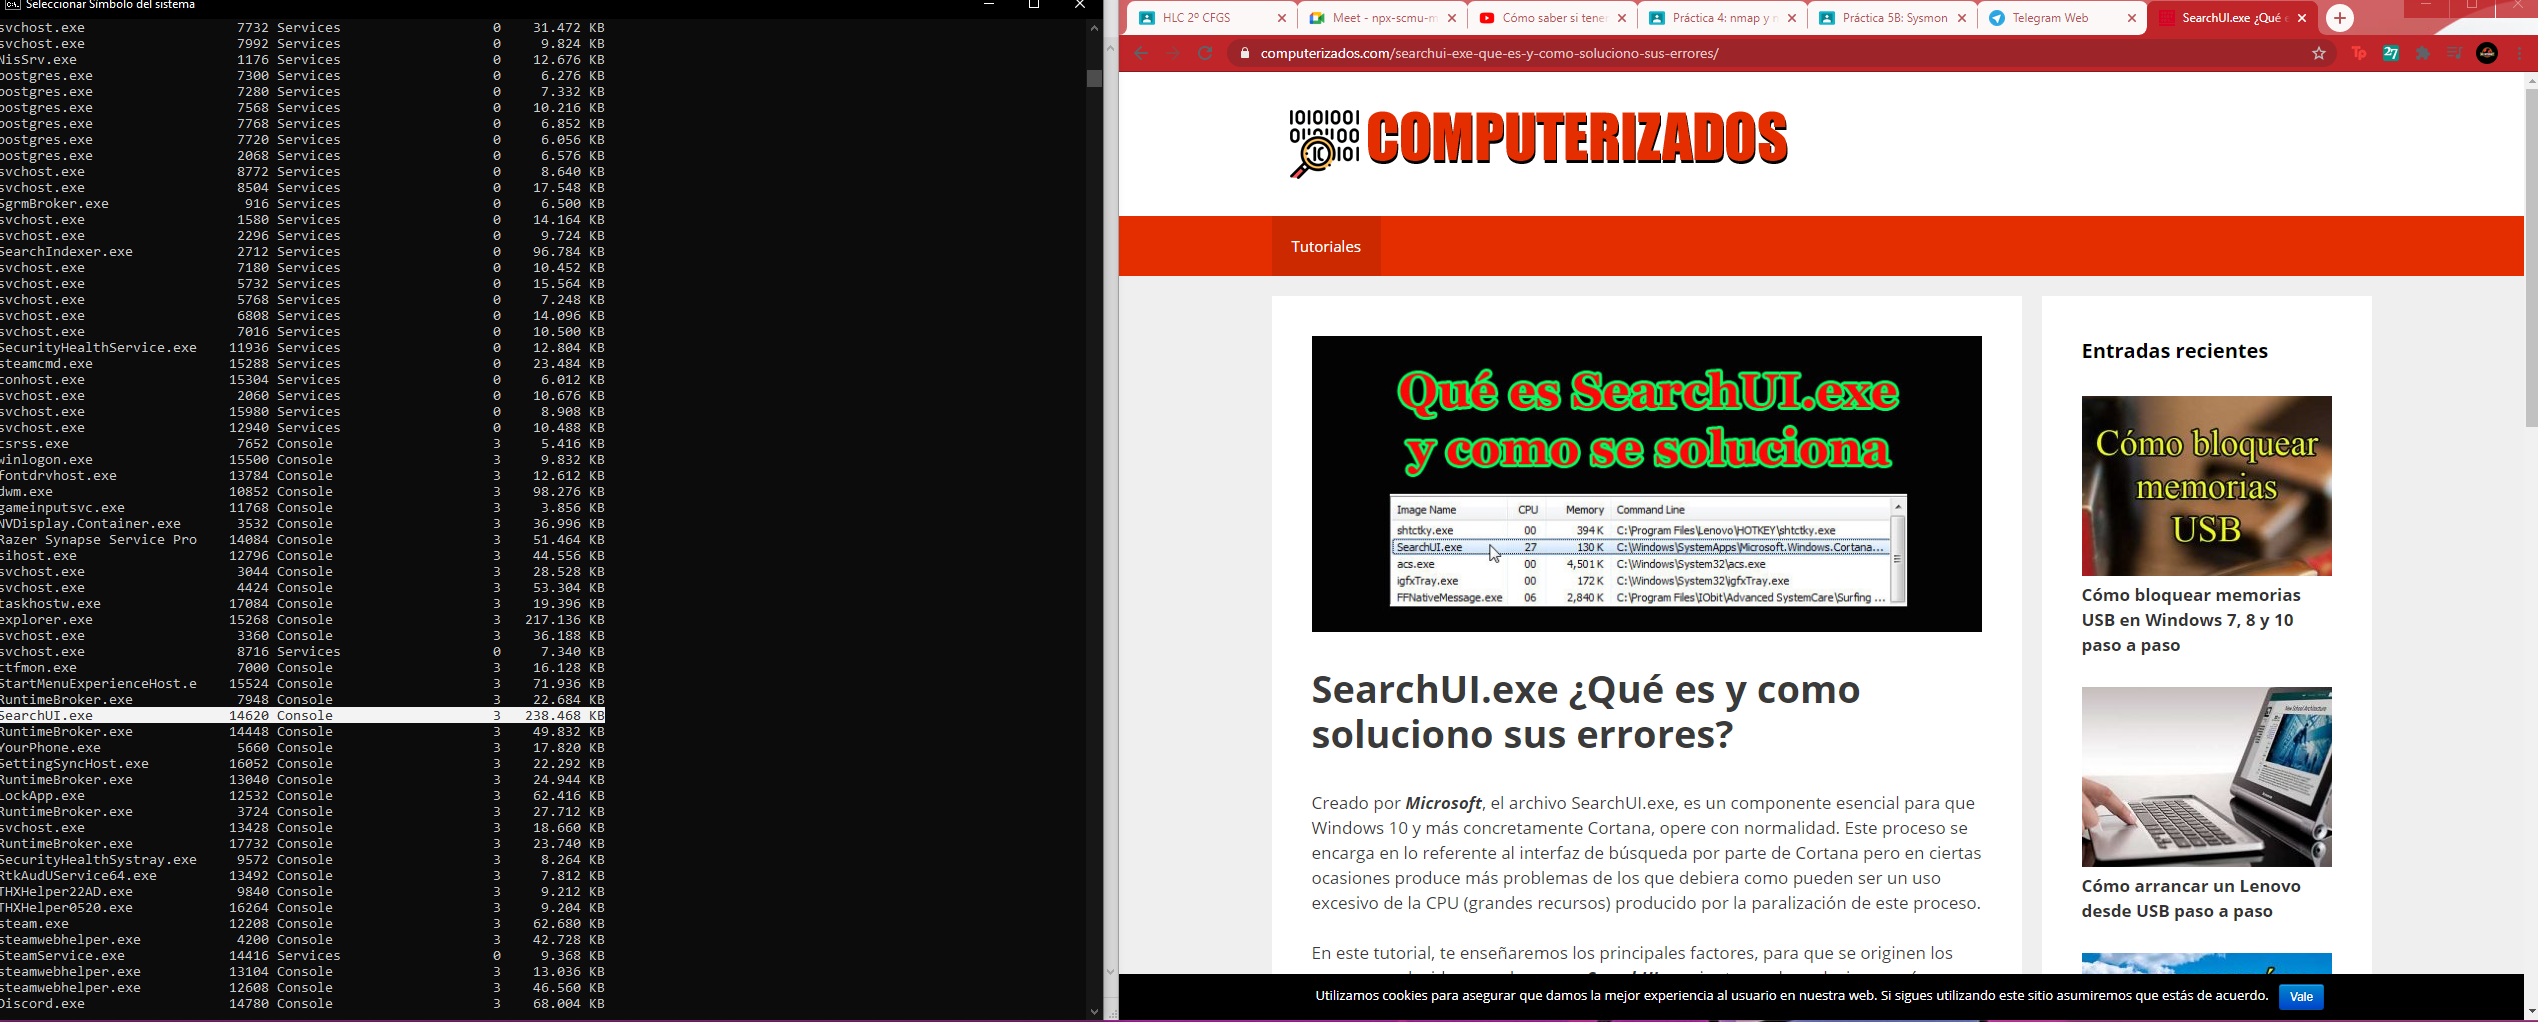 Seleccionar Símbolo del sistema
svchost.exe 7732 Services 0 31.472 KB
svchost.exe 7992 Services 0 9.824 KB
NisSrv.exe 1176 Services 0 12.676 KB
postgres.exe 7300 Services 0 6.276 KB
postgres.exe 7280 Services 0 7.332 KB
postgres.exe 7568 Services 0 10.216 KB
postgres.exe 7768 Services 0 6.852 KB
postgres.exe 7720 Services 0 6.056 KB
postgres.exe 2068 Services 0 6.576 KB
svchost.exe 8772 Services 0 8.640 KB
svchost.exe 8504 Services 0 17.548 KB
SgrmBroker.exe 916 Services 0 6.500 KB
svchost.exe 1580 Services 0 14.164 KB
svchost.exe 2296 Services 0 9.724 KB
SearchIndexer.exe 2712 Services 0 96.784 KB
svchost.exe 7180 Services 0 10.452 KB
svchost.exe 5732 Services 0 15.564 KB
svchost.exe 5768 Services 0 7.248 KB
svchost.exe 6808 Services 0 14.096 KB
svchost.exe 7016 Services 0 10.500 KB
SecurityHealthService.exe 11936 Services 0 12.804 KB
steamcmd.exe 15288 Services 0 23.484 KB
conhost.exe 15304 Services 0 6.012 KB
svchost.exe 2060 Services 0 10.676 KB
svchost.exe 15980 Services 0 8.908 KB
svchost.exe 12940 Services 0 10.488 KB
csrss.exe 7652 Console 3 5.416 KB
winlogon.exe 15500 Console 3 9.832 KB
fontdrvhost.exe 13784 Console 3 12.612 KB
dwm.exe 10852 Console 3 98.276 KB
gameinputsvc.exe 11768 Console 3 3.856 KB
NVDisplay.Container.exe 3532 Console 3 36.996 KB
Razer Synapse Service Pro 14084 Console 3 51.464 KB
sihost.exe 12796 Console 3 44.556 KB
svchost.exe 3044 Console 3 28.528 KB
svchost.exe 4424 Console 3 53.304 KB
taskhostw.exe 17084 Console 3 19.396 KB
explorer.exe 15268 Console 3 217.136 KB
svchost.exe 3360 Console 3 36.188 KB
svchost.exe 8716 Services 0 7.340 KB
ctfmon.exe 7000 Console 3 16.128 KB
StartMenuExperienceHost.e 15524 Console 3 71.936 KB
RuntimeBroker.exe 7948 Console 3 22.684 KB
SearchUI.exe 14620 Console 3 238.468 KB
RuntimeBroker.exe 14448 Console 3 49.832 KB
YourPhone.exe 5660 Console 3 17.820 KB
SettingSyncHost.exe 16052 Console 3 22.292 KB
RuntimeBroker.exe 13040 Console 3 24.944 KB
LockApp.exe 12532 Console 3 62.416 KB
RuntimeBroker.exe 3724 Console 3 27.712 KB
svchost.exe 13428 Console 3 18.660 KB
RuntimeBroker.exe 17732 Console 3 23.740 KB
SecurityHealthSystray.exe 9572 Console 3 8.264 KB
RtkAudUService64.exe 13492 Console 3 7.812 KB
THXHelper22AD.exe 9840 Console 3 9.212 KB
THXHelper0520.exe 16264 Console 3 9.204 KB
steam.exe 12208 Console 3 62.680 KB
steamwebhelper.exe 4200 Console 3 42.728 KB
SteamService.exe 14416 Services 0 9.368 KB
steamwebhelper.exe 13104 Console 3 13.036 KB
steamwebhelper.exe 12608 Console 3 46.560 KB
Discord.exe 14780 Console 3 68.004 KB
HLC 2º CFGS
Meet - npx-scmu-m
Cómo saber si tener
Práctica 4: nmap y n
Práctica 5B: Sysmon
Telegram Web
SearchUI.exe ¿Qué e
computerizados.com/searchui-exe-que-es-y-como-soluciono-sus-errores/
Tp
27
COMPUTERIZADOS
Tutoriales
Qué es SearchUI.exe
y como se soluciona
Image Name CPU Memory Command Line
shtctky.exe 00 394 K C:\Program Files\Lenovo\HOTKEY\shtctky.exe
SearchUI.exe 27 130 K C:\Windows\SystemApps\Microsoft.Windows.Cortana...
acs.exe 00 4,501 K C:\Windows\System32\acs.exe
igfxTray.exe 00 172 K C:\Windows\System32\igfxTray.exe
FFNativeMessage.exe 06 2,840 K C:\Program Files\IObit\Advanced SystemCare\Surfing ...
SearchUI.exe ¿Qué es y como
soluciono sus errores?
Creado por Microsoft, el archivo SearchUI.exe, es un componente esencial para que
Windows 10 y más concretamente Cortana, opere con normalidad. Este proceso se
encarga en lo referente al interfaz de búsqueda por parte de Cortana pero en ciertas
ocasiones produce más problemas de los que debiera como pueden ser un uso
excesivo de la CPU (grandes recursos) producido por la paralización de este proceso.
En este tutorial, te enseñaremos los principales factores, para que se originen los
Entradas recientes
Cómo bloquear
memorias
USB
Cómo bloquear memorias
USB en Windows 7, 8 y 10
paso a paso
Cómo arrancar un Lenovo
desde USB paso a paso
Utilizamos cookies para asegurar que damos la mejor experiencia al usuario en nuestra web. Si sigues utilizando este sitio asumiremos que estás de acuerdo.
Vale